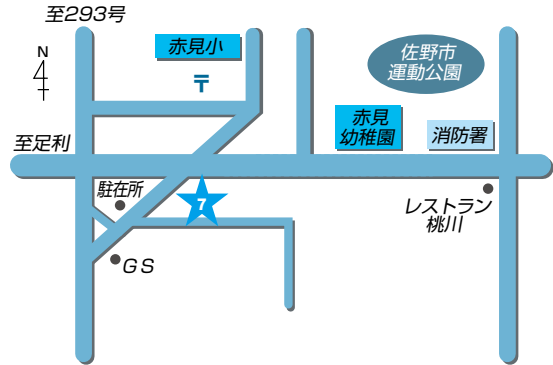 至293号
N
赤見小
〒
佐野市
運動公園
赤見
幼稚園
消防署
至足利
駐在所
7
レストラン
桃川
GS